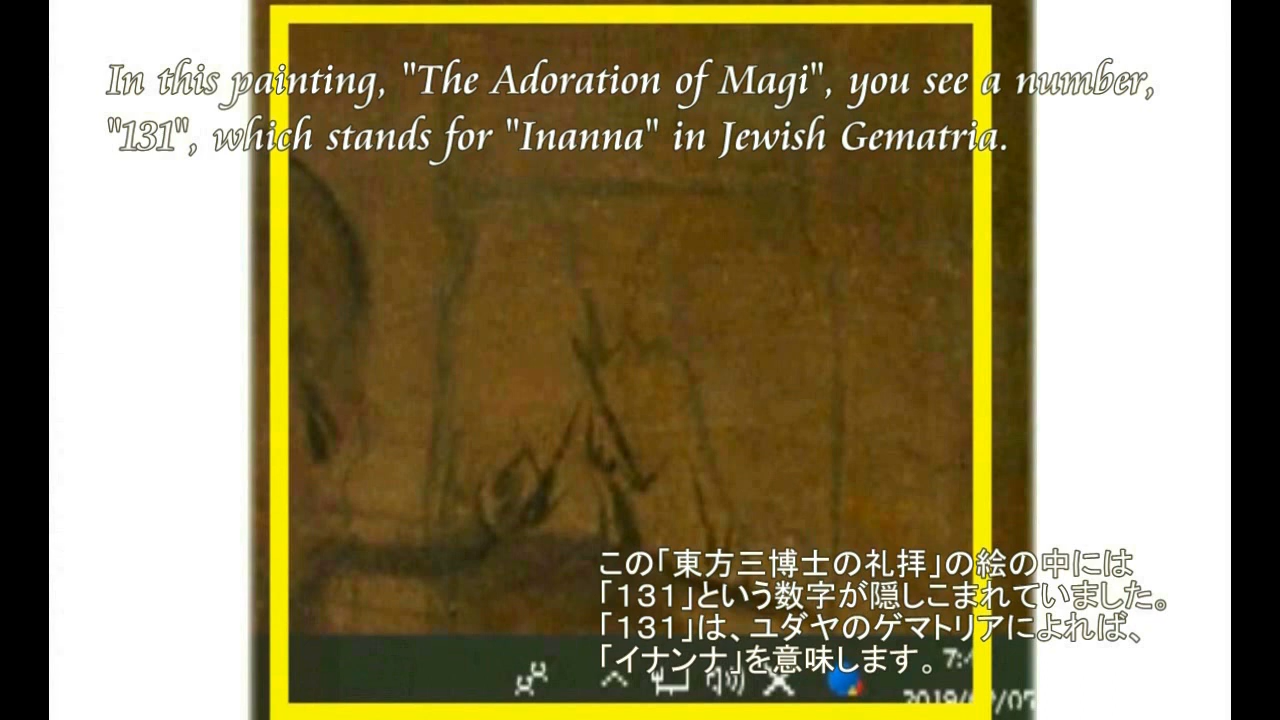 In this painting, "The Adoration of Magi", you see a number,
"131", which stands for "Inanna" in Jewish Gematria.
この「東方三博士の礼拝」の絵の中には
「１３１」という数字が隠しこまれていました。
「１３１」は、ユダヤのゲマトリアによれば、
「イナンナ」を意味します。